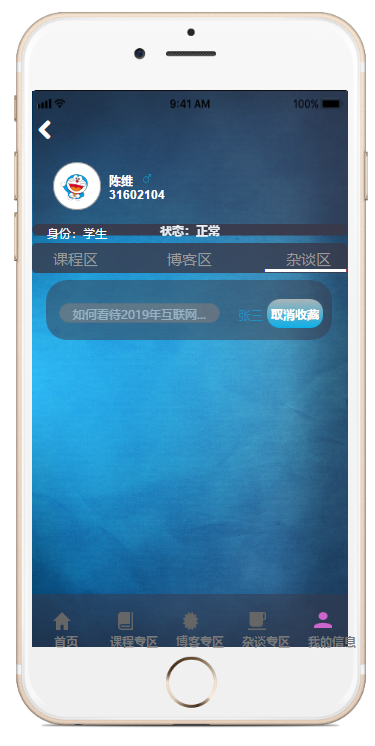 9:41 AM 100%
陈维
31602104
身份：学生 状态：正常
课程区 博客区 杂谈区
如何看待2019年互联网... 张三 取消收藏
首页 课程专区 博客专区 杂谈专区 我的信息